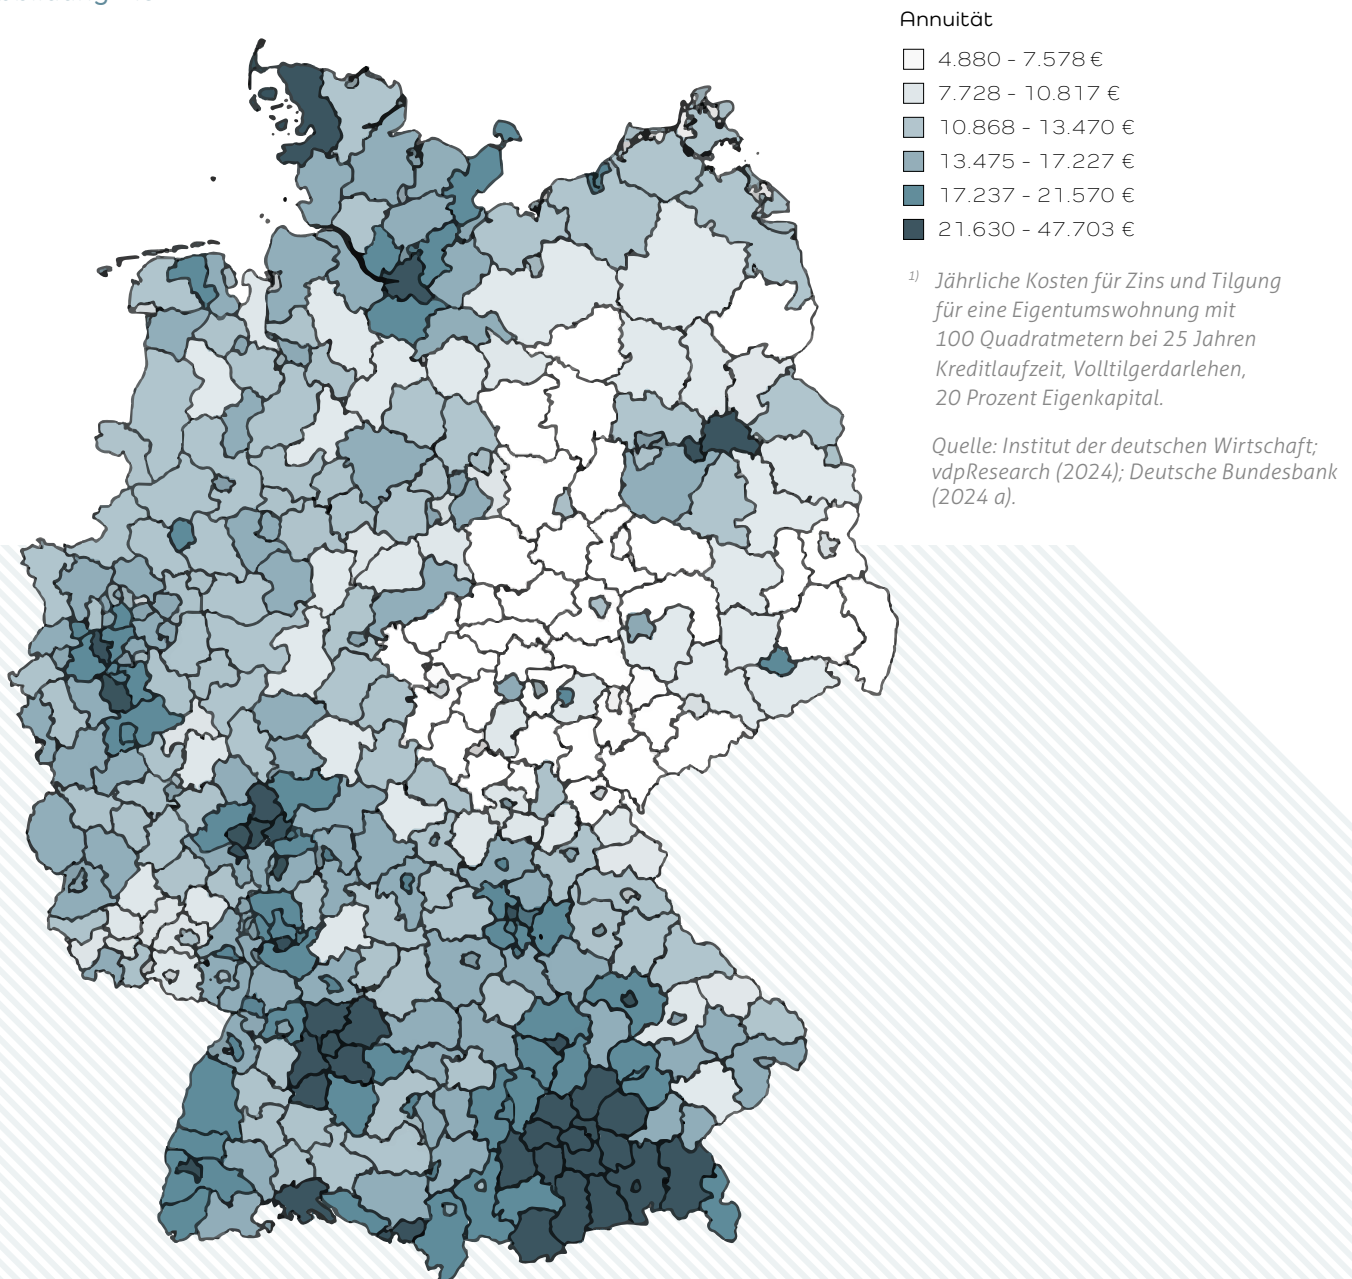 Annuität
4.880 - 7.578 €
7.728 - 10.817 €
10.868 - 13.470 €
13.475 - 17.227 €
17.237 - 21.570 €
21.630 - 47.703 €
1) Jährliche Kosten für Zins und Tilgung
für eine Eigentumswohnung mit
100 Quadratmetern bei 25 Jahren
Kreditlaufzeit, Volltilgerdarlehen,
20 Prozent Eigenkapital.
Quelle: Institut der deutschen Wirtschaft;
vdpResearch (2024); Deutsche Bundesbank
(2024 a).